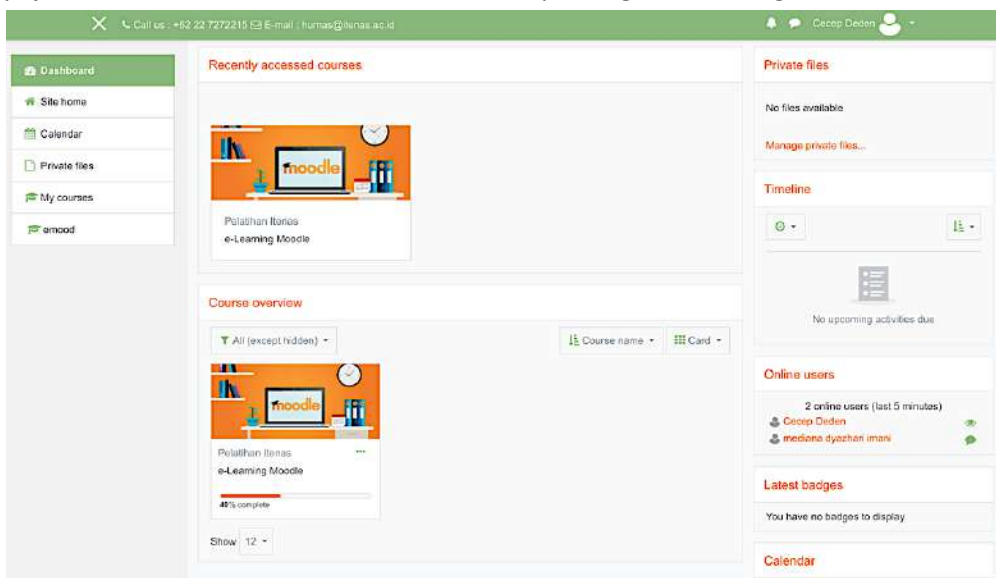 Call us : +62 22 7272215 E-mail : humas@itenas.ac.id
Cecep Deden
Dashboard
Site home
Calendar
Private files
My courses
emood
Recently accessed courses
moodle
Pelatihan Itenas
e-Learning Moodle
Course overview
All (except hidden)
Course name
Card
moodle
Pelatihan Itenas
e-Learning Moodle
40% complete
Show 12
Private files
No files available
Manage private files...
Timeline
No upcoming activities due
Online users
2 online users (last 5 minutes)
Cecep Deden
mediana dyazhari imani
Latest badges
You have no badges to display
Calendar